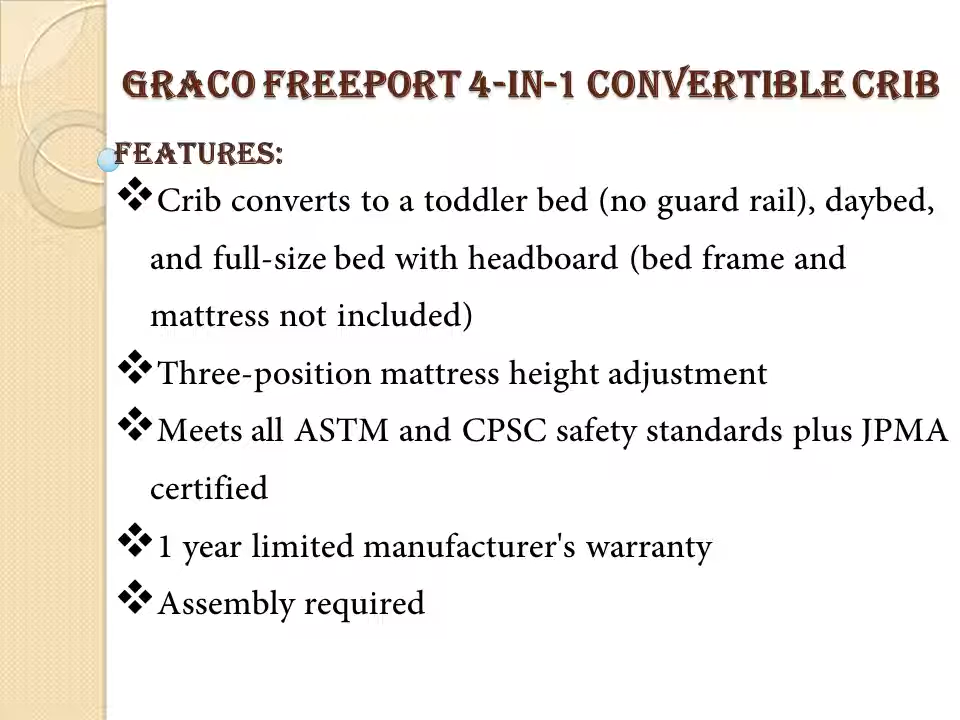 GRACO FREEPORT 4-IN-1 CONVERTIBLE CRIB
FEATURES:
❖Crib converts to a toddler bed (no guard rail), daybed,
and full-size bed with headboard (bed frame and
mattress not included)
❖Three-position mattress height adjustment
❖Meets all ASTM and CPSC safety standards plus JPMA
certified
❖1 year limited manufacturer's warranty
❖Assembly required